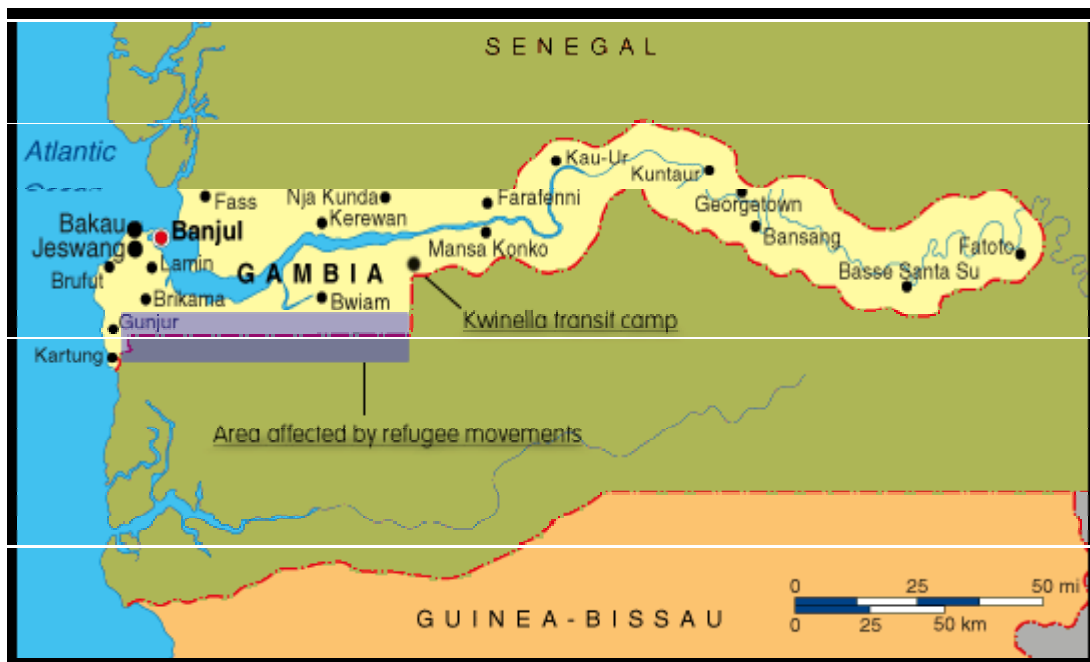 SENEGAL
Atlantic
Ocean
Kau-Ur
Kuntaur
Fass
Nja Kunda
Kerewan
Farafenni
Georgetown
Bakau
Banjul
Jeswang
Mansa Konko
Bansang
Fatoto
Brufut
Lamin
GAMBIA
Basse Santa Su
Brikama
Bwiam
Gunjur
Kwinella transit camp
Kartung
Area affected by refugee movements
0 25 50 mi
GUINEA-BISSAU
0 25 50 km